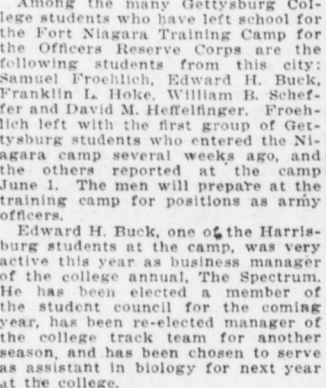 Among the many Gettysburg Col-
lege students who have left school for
the Fort Niagara Training Camp for
the Officers Reserve Corps are the
following students from this city:
Samuel Froehlich, Edward H. Buck,
Franklin L. Hoke, William B. Schef-
fer and David M. Heffelfinger. Froeh-
lich left with the first group of Get-
tysburg students who entered the Ni-
agara camp several weeks ago, and
the others reported at the camp
June 1. The men will prepare at the
training camp for positions as army
officers.
Edward H. Buck, one of the Harris-
burg students at the camp, was very
active this year as business manager
of the college annual, The Spectrum.
He has been elected a member of
the student council for the coming
year, has been re-elected manager of
the college track team for another
season, and has been chosen to serve
as assistant in biology for next year
at the college.